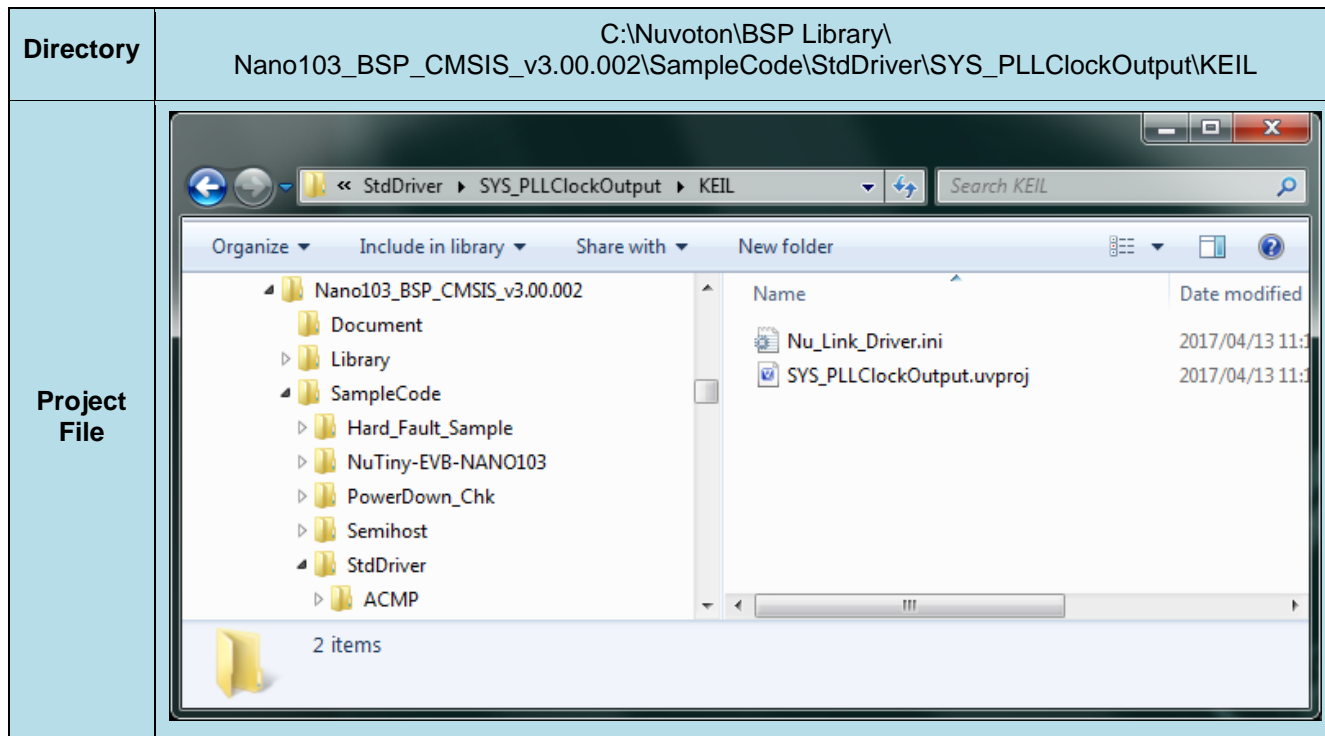 Directory
C:\Nuvoton\BSP Library\
Nano103_BSP_CMSIS_v3.00.002\SampleCode\StdDriver\SYS_PLLClockOutput\KEIL
Project
File
« StdDriver SYS_PLLClockOutput KEIL
Search KEIL
Organize Include in library Share with New folder
Nano103_BSP_CMSIS_v3.00.002
Document
Library
SampleCode
Hard_Fault_Sample
NuTiny-EVB-NANO103
PowerDown_Chk
Semihost
StdDriver
ACMP
Name Date modified
Nu_Link_Driver.ini 2017/04/13 11:1
SYS_PLLClockOutput.uvproj 2017/04/13 11:1
2 items